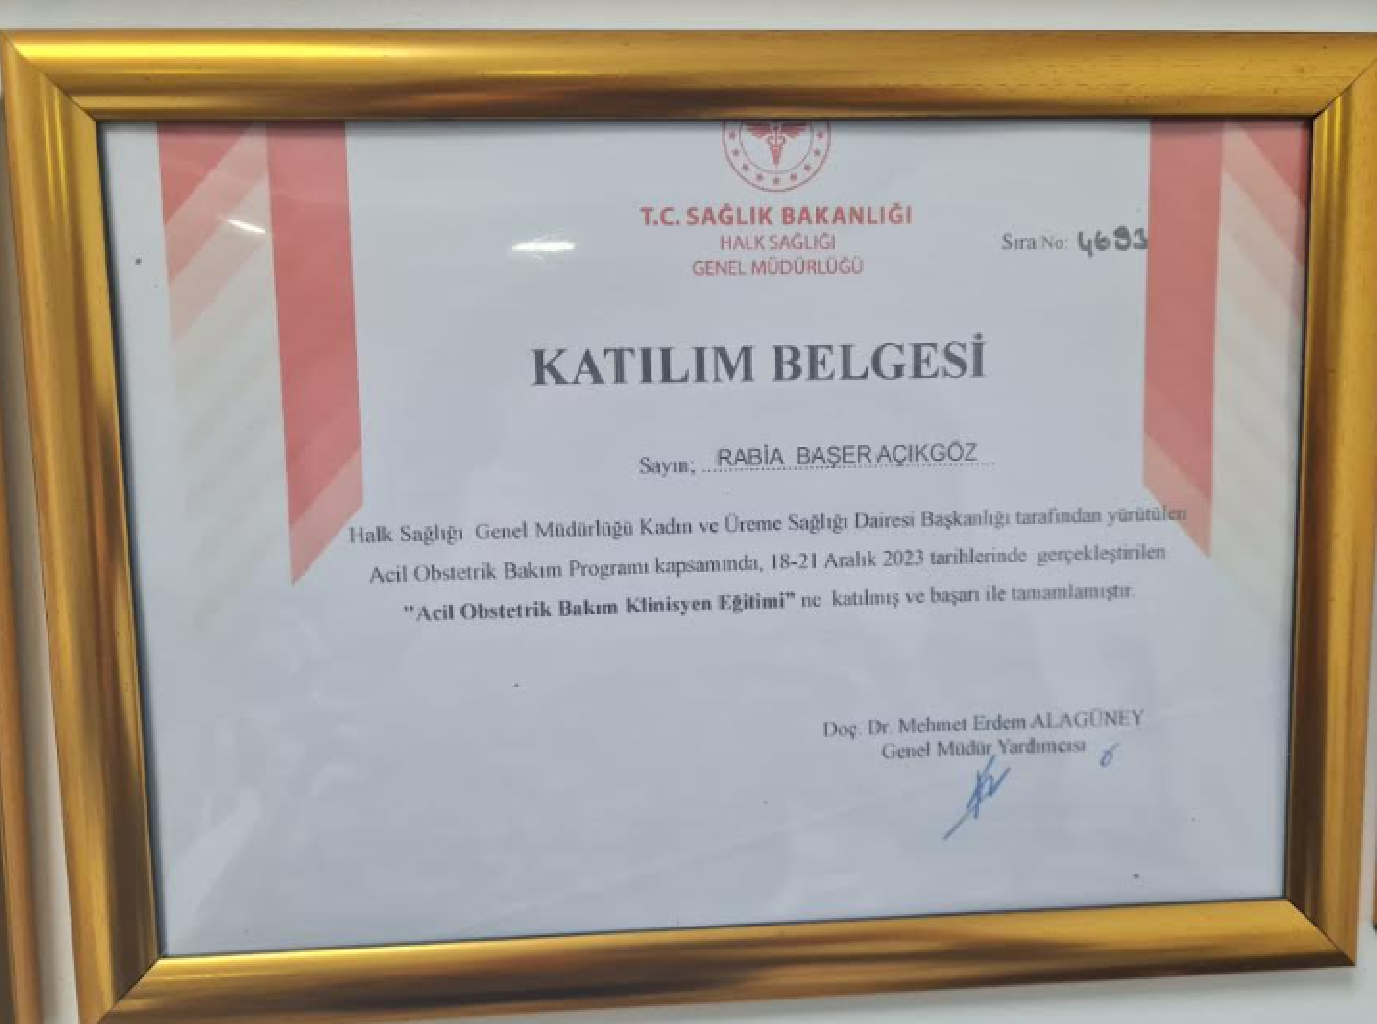 T.C. SAĞLIK BAKANLIĞI
HALK SAĞLIĞI
GENEL MÜDÜRLÜĞÜ
Sıra No: 4691
KATILIM BELGESİ
Sayın; RABİA BAŞER AÇIKGÖZ
Halk Sağlığı Genel Müdürlüğü Kadın ve Üreme Sağlığı Dairesi Başkanlığı tarafından yürütülen
Acil Obstetrik Bakım Programı kapsamında, 18-21 Aralık 2023 tarihlerinde gerçekleştirilen
"Acil Obstetrik Bakım Klinisyen Eğitimi" ne katılmış ve başarı ile tamamlamıştır.
Doç. Dr. Mehmet Erdem ALAGÜNEY
Genel Müdür Yardımcısı